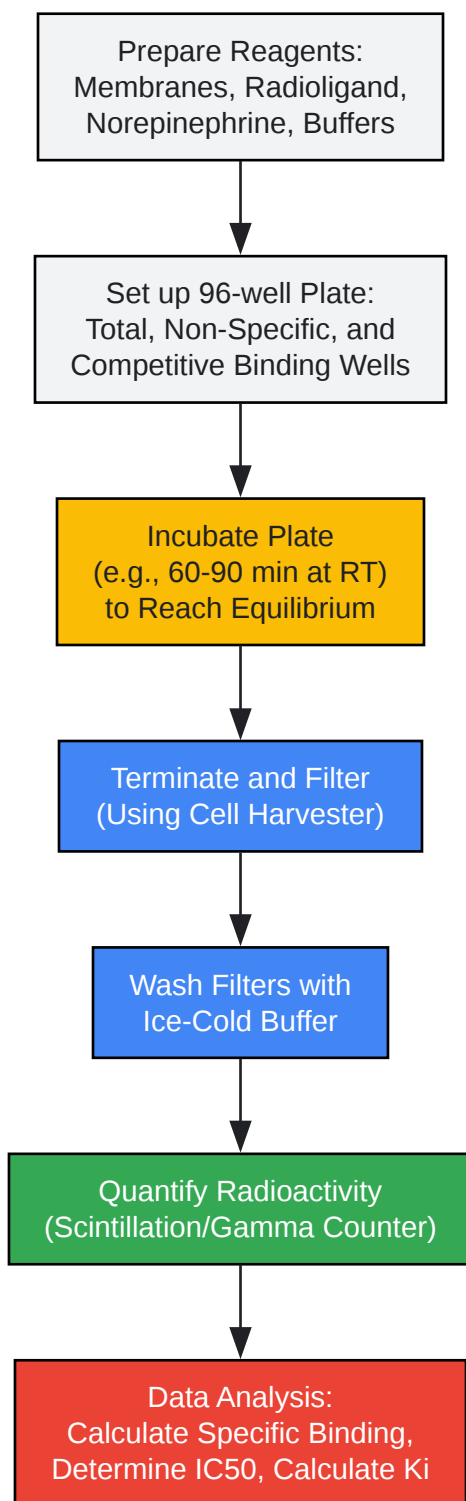 Prepare Reagents:
Membranes, Radioligand,
Norepinephrine, Buffers
Set up 96-well Plate:
Total, Non-Specific, and
Competitive Binding Wells
Incubate Plate
(e.g., 60-90 min at RT)
to Reach Equilibrium
Terminate and Filter
(Using Cell Harvester)
Wash Filters with
Ice-Cold Buffer
Quantify Radioactivity
(Scintillation/Gamma Counter)
Data Analysis:
Calculate Specific Binding,
Determine IC50, Calculate Ki